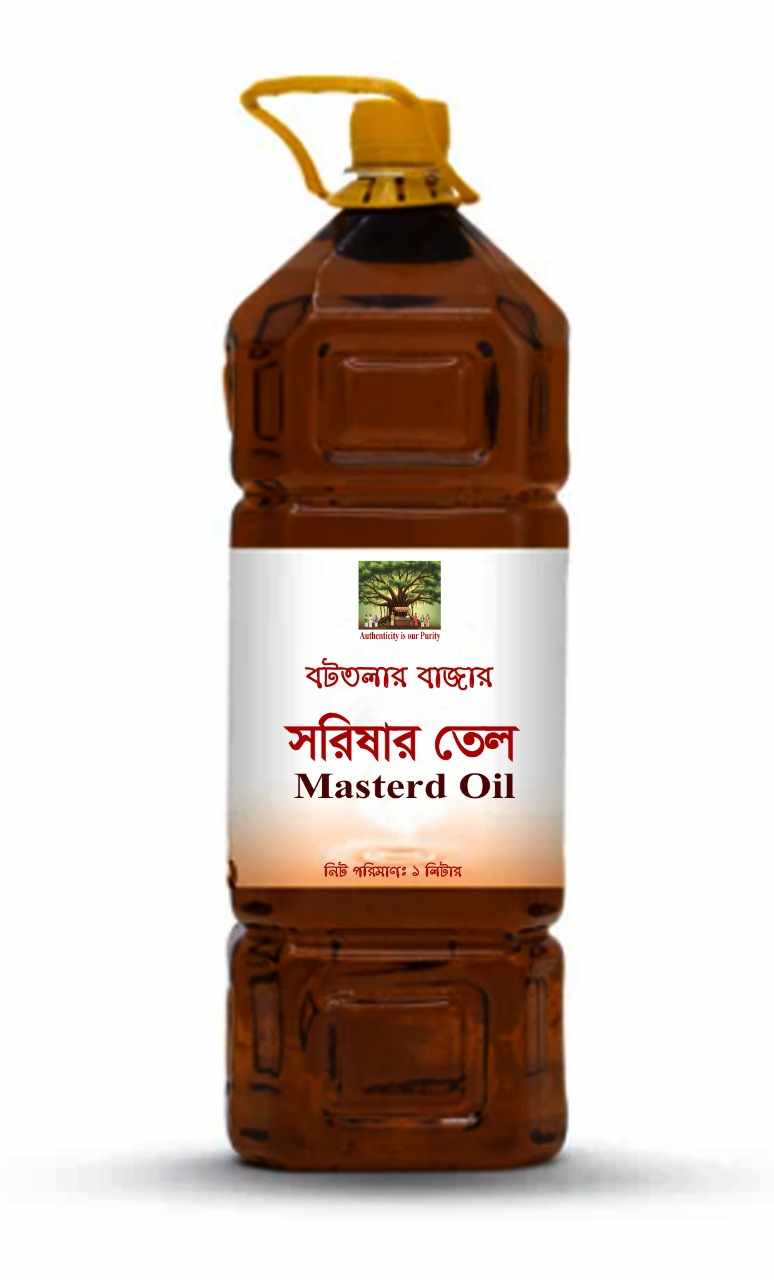 Authenticity is our Purity
বটতলার বাজার
সরিষার তেল
Masterd Oil
নিট পরিমাণঃ ১ লিটার